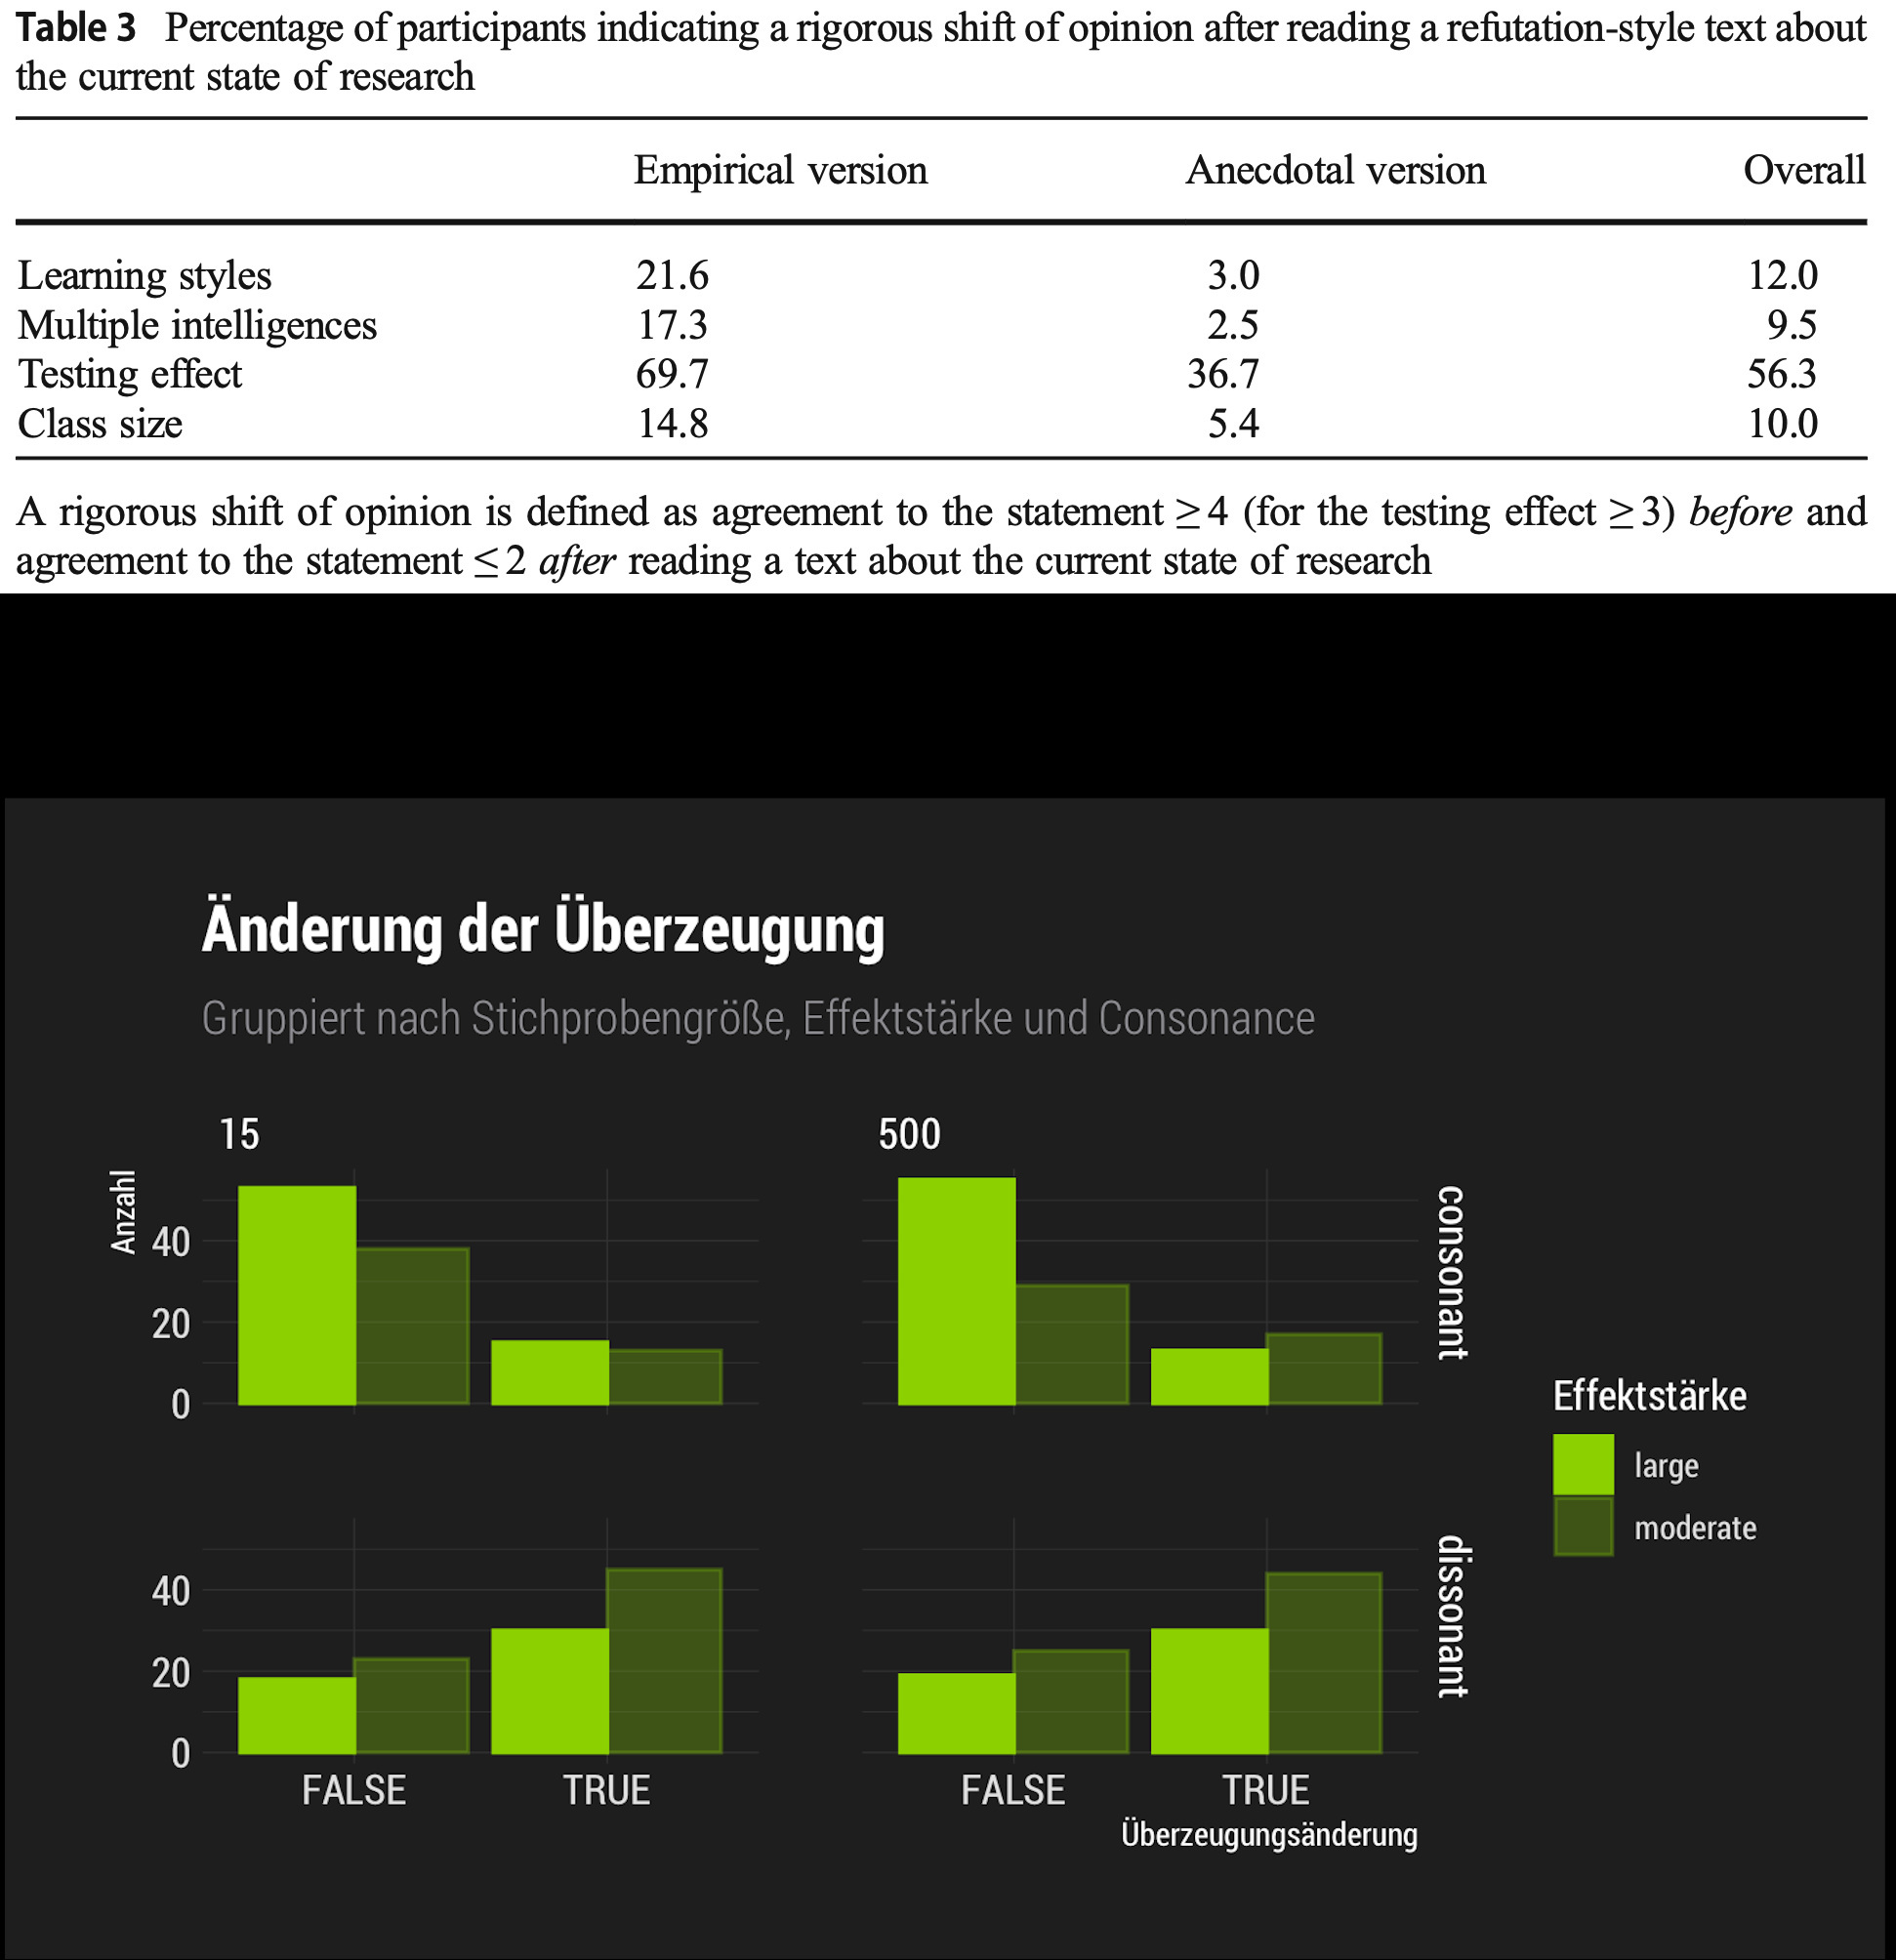 Table 3 Percentage of participants indicating a rigorous shift of opinion after reading a refutation-style text about
the current state of research
Empirical version Anecdotal version Overall
Learning styles 21.6 3.0 12.0
Multiple intelligences 17.3 2.5 9.5
Testing effect 69.7 36.7 56.3
Class size 14.8 5.4 10.0
A rigorous shift of opinion is defined as agreement to the statement ≥ 4 (for the testing effect ≥ 3) before and
agreement to the statement ≤ 2 after reading a text about the current state of research
Änderung der Überzeugung
Gruppiert nach Stichprobengröße, Effektstärke und Consonance
15 500
Anzahl
40
20
0
consonant
40
20
0
dissonant
FALSE TRUE FALSE TRUE
Überzeugungsänderung
Effektstärke
large
moderate